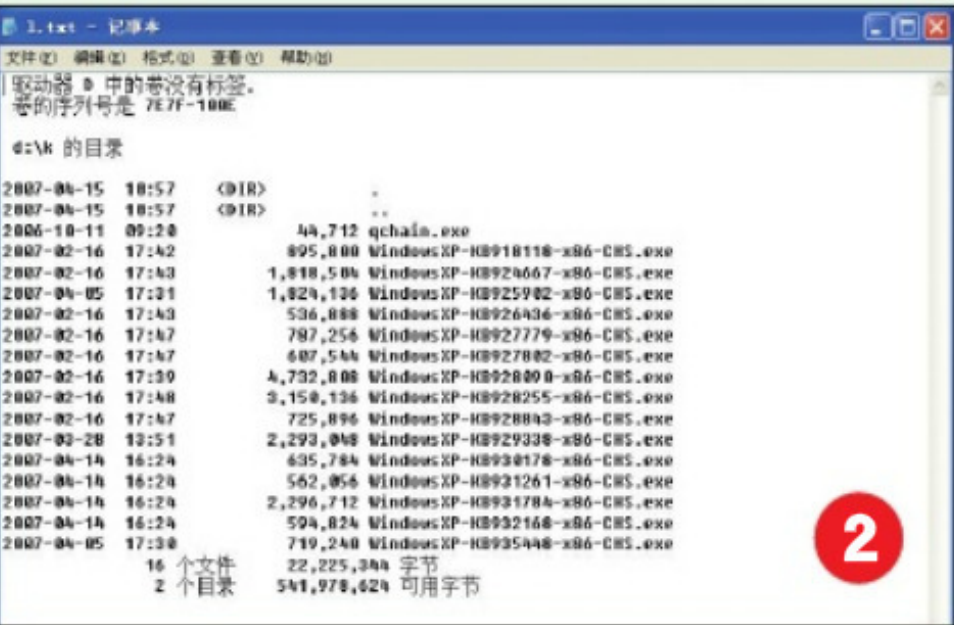 1.txt - 记事本
文件(F) 编辑(E) 格式(O) 查看(V) 帮助(H)
驱动器 D 中的卷没有标签。
卷的序列号是 7E7F-100E
d:\k 的目录
2007-04-15 10:57 <DIR> .
2007-04-15 10:57 <DIR> ..
2006-10-11 09:20 44,712 qchain.exe
2007-02-16 17:42 895,800 WindowsXP-KB918118-x86-CHS.exe
2007-02-16 17:43 1,818,504 WindowsXP-KB924667-x86-CHS.exe
2007-04-05 17:31 1,824,136 WindowsXP-KB925902-x86-CHS.exe
2007-02-16 17:43 536,888 WindowsXP-KB926436-x86-CHS.exe
2007-02-16 17:47 787,256 WindowsXP-KB927779-x86-CHS.exe
2007-02-16 17:47 607,544 WindowsXP-KB927802-x86-CHS.exe
2007-02-16 17:39 4,732,808 WindowsXP-KB928090-x86-CHS.exe
2007-02-16 17:48 3,150,136 WindowsXP-KB928255-x86-CHS.exe
2007-02-16 17:47 725,896 WindowsXP-KB928843-x86-CHS.exe
2007-03-28 13:51 2,293,048 WindowsXP-KB929338-x86-CHS.exe
2007-04-14 16:24 635,784 WindowsXP-KB930178-x86-CHS.exe
2007-04-14 16:24 562,056 WindowsXP-KB931261-x86-CHS.exe
2007-04-14 16:24 2,296,712 WindowsXP-KB931784-x86-CHS.exe
2007-04-14 16:24 594,824 WindowsXP-KB932168-x86-CHS.exe
2007-04-05 17:30 719,240 WindowsXP-KB935448-x86-CHS.exe
16 个文件 22,225,344 字节
2 个目录 541,978,624 可用字节
2